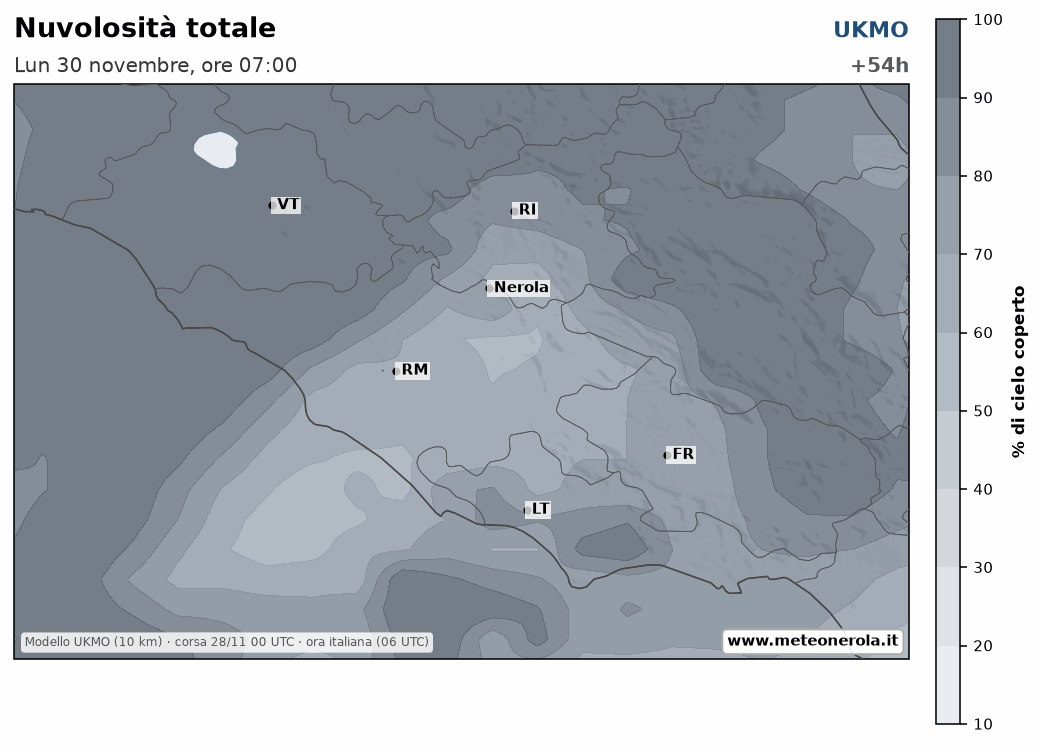 Nuvolosità totale
UKMO
Lun 30 novembre, ore 07:00
+54h
VT
RI
Nerola
RM
FR
LT
Modello UKMO (10 km) · corsa 28/11 00 UTC · ora italiana (06 UTC)
www.meteonerola.it
100
90
80
70
60
50
40
30
20
10
% di cielo coperto